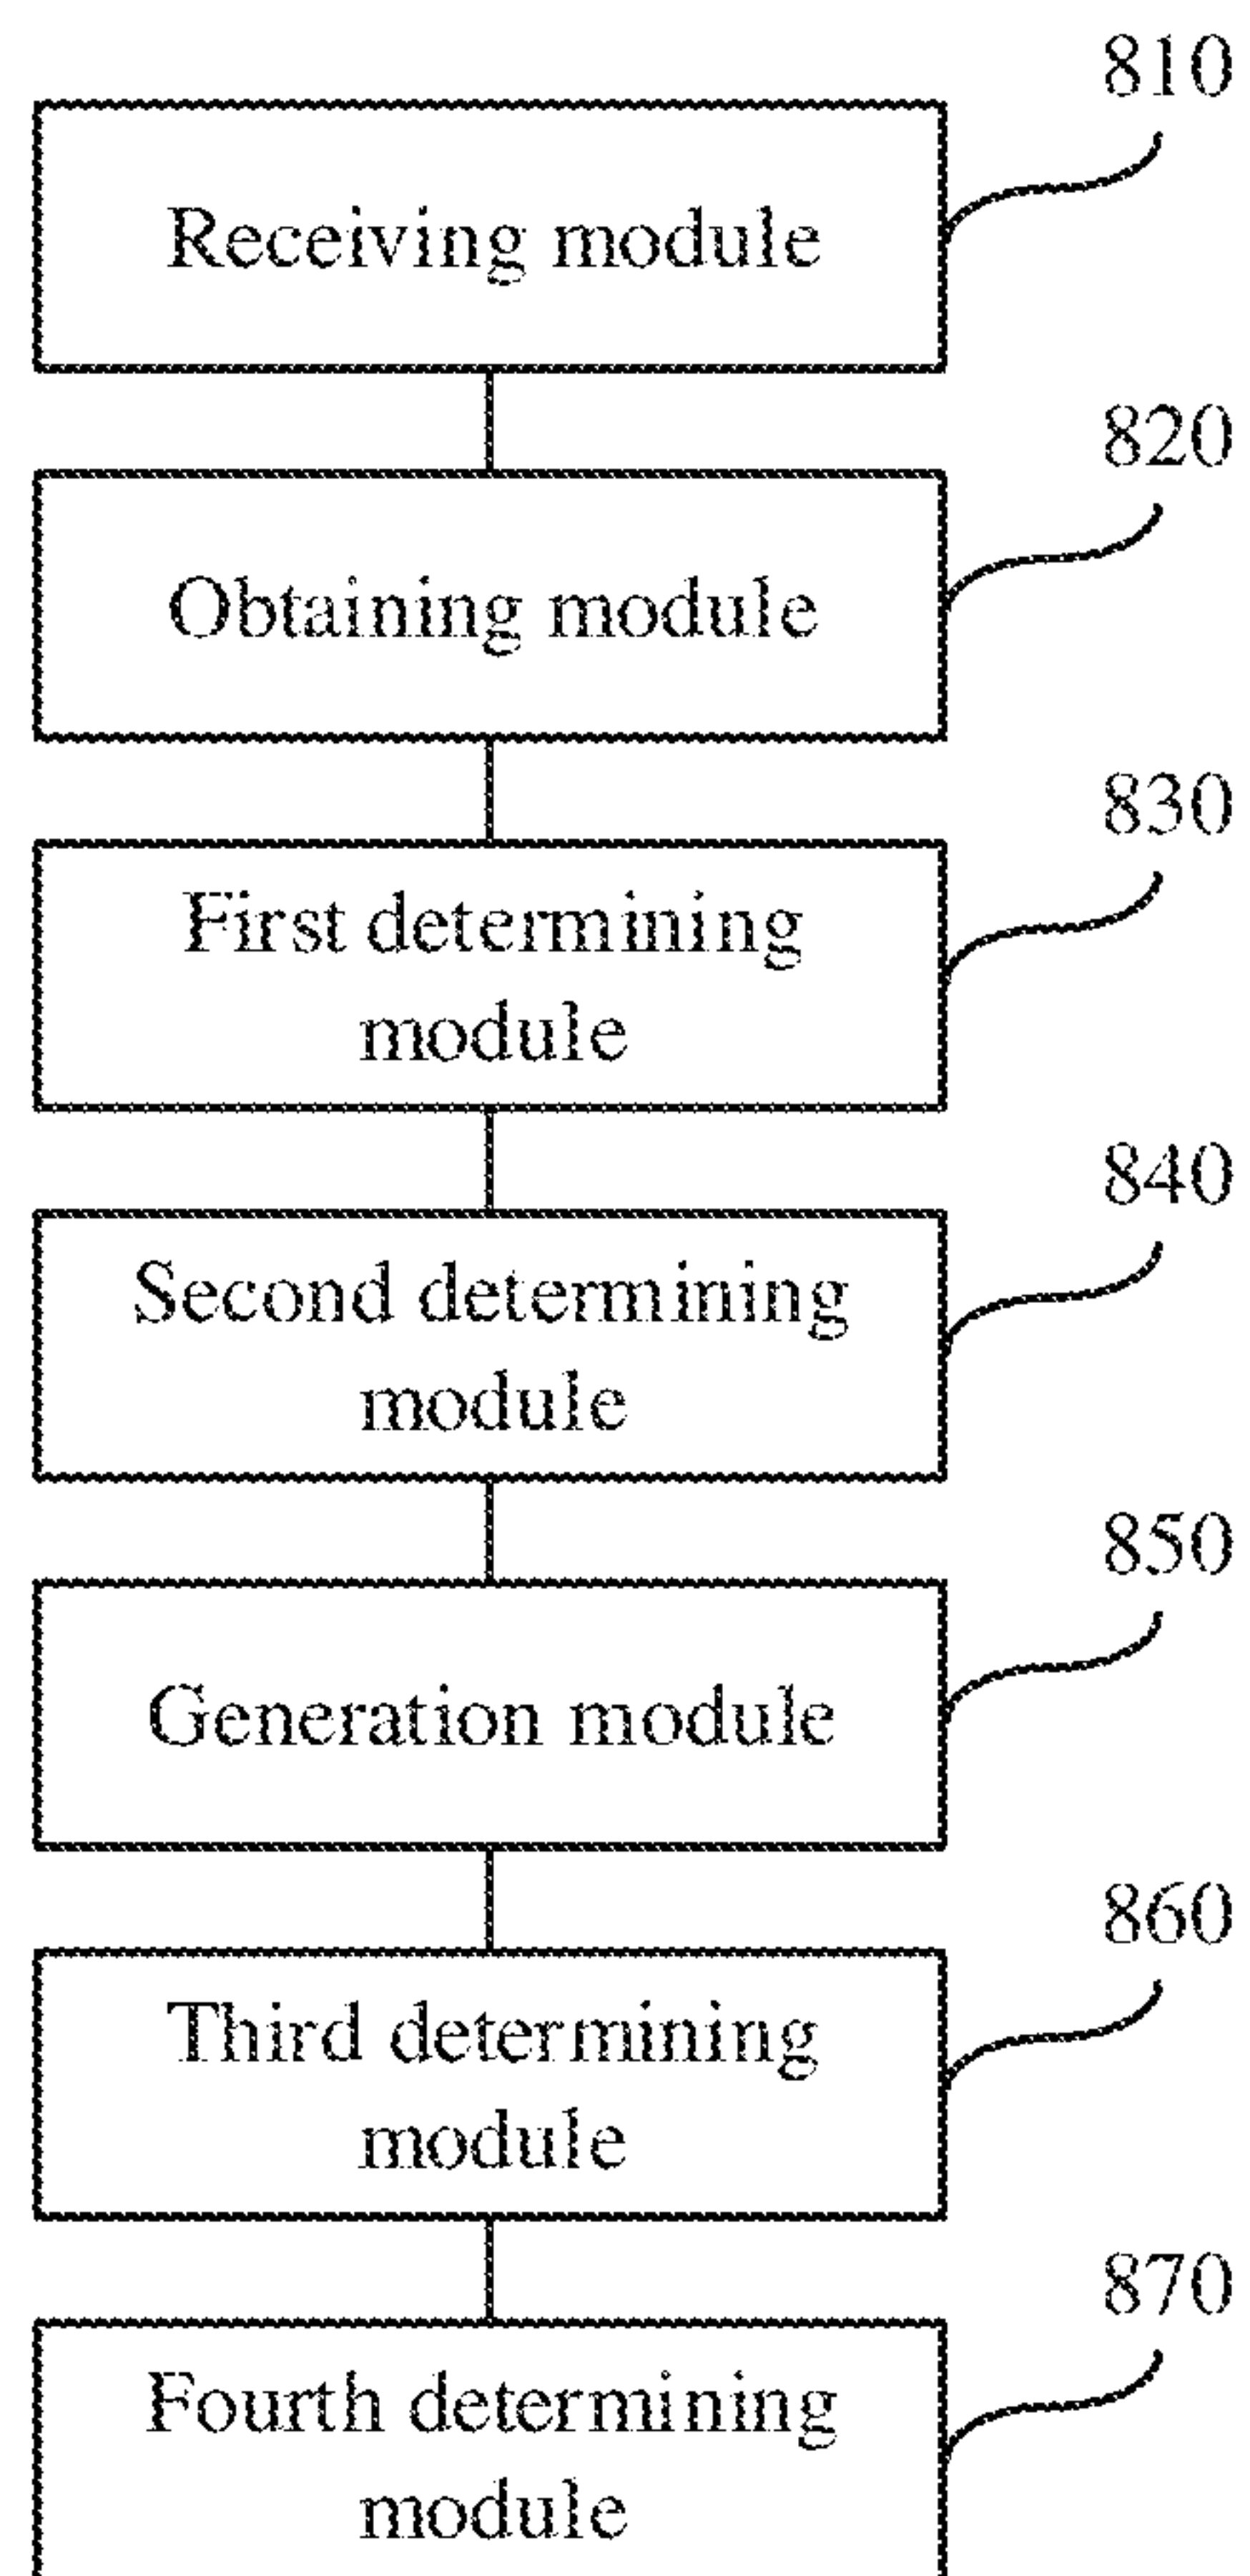 810
Receiving module
820
Obtaining module
830
First determining
module
840
Second determining
module
850
Generation module
860
Third determining
module
870
Fourth determining
module